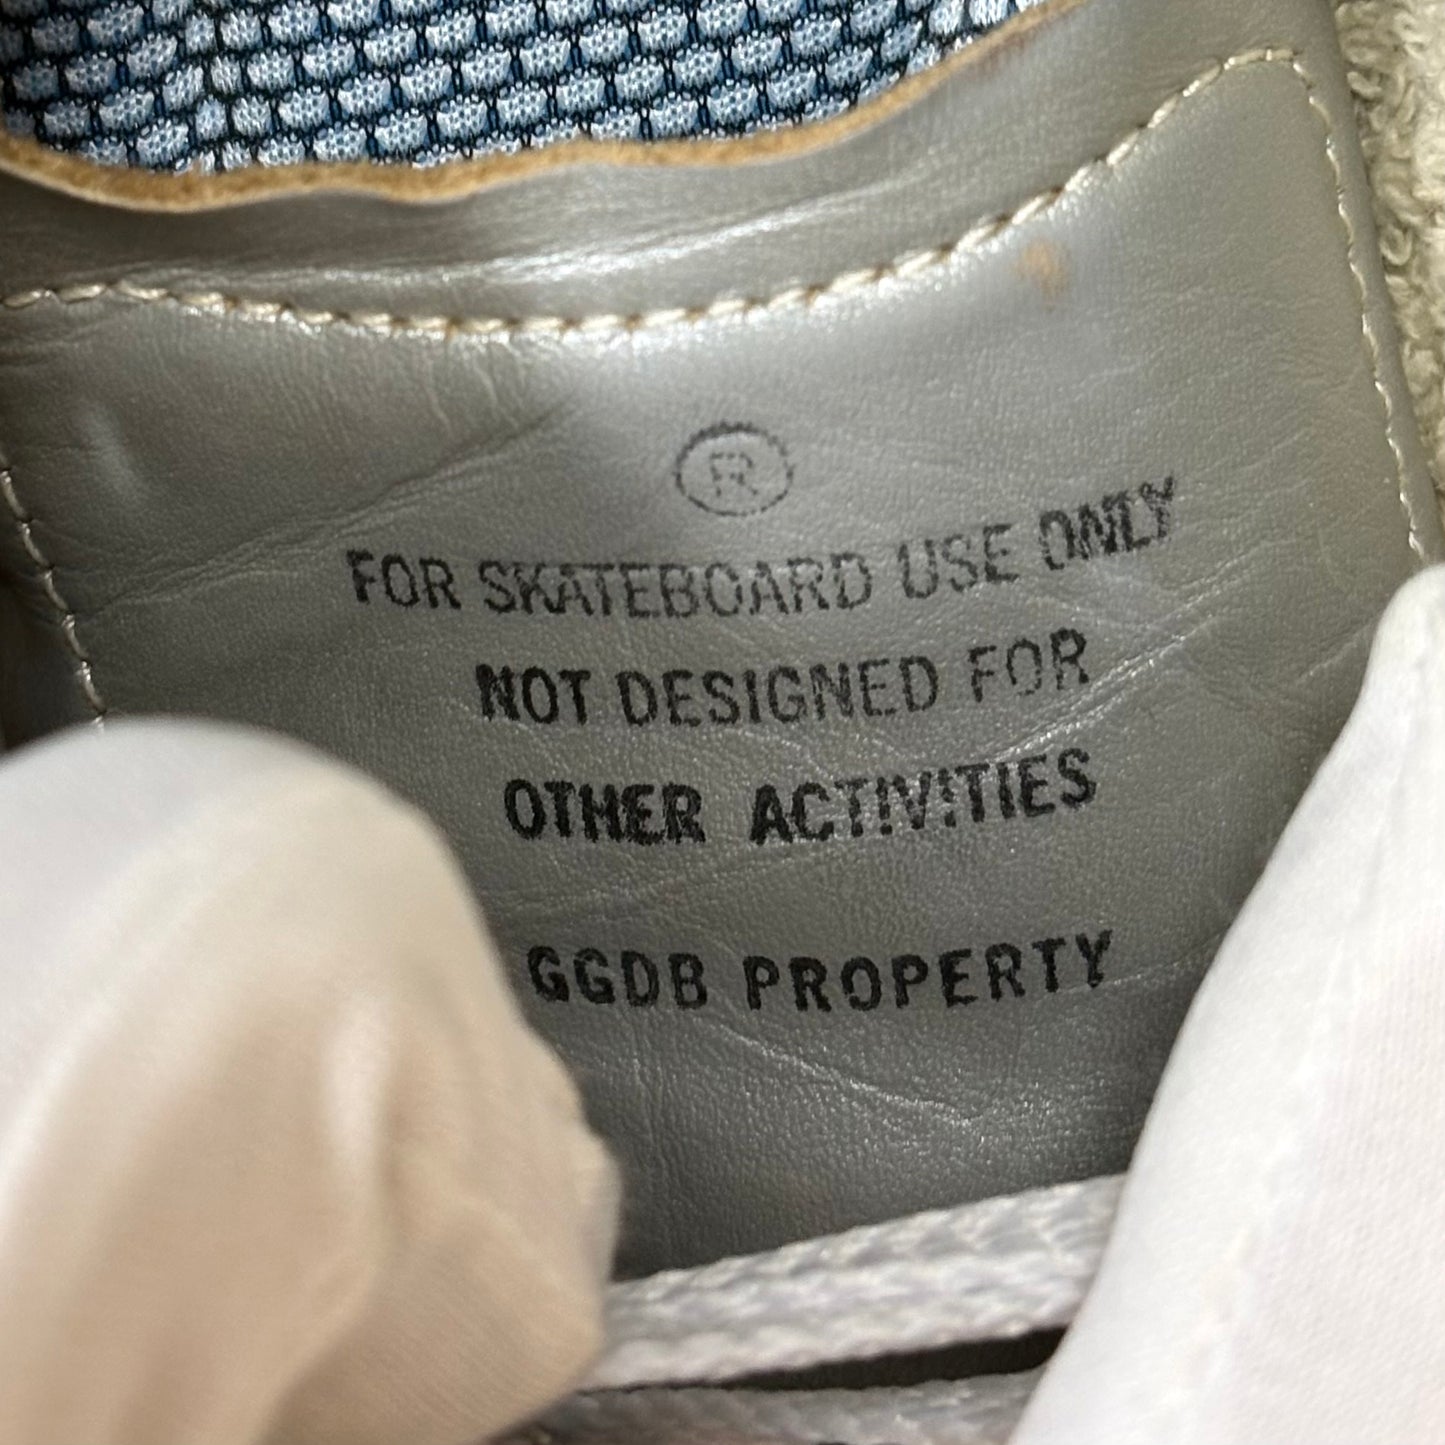 ®
FOR SKATEBOARD USE ONLY
NOT DESIGNED FOR
OTHER ACTIVITIES
GGDB PROPERTY